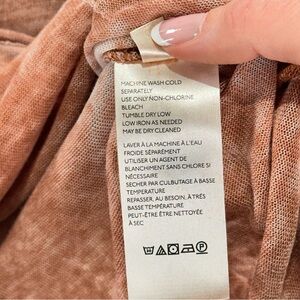 MACHINE WASH COLD
SEPARATELY
USE ONLY NON-CHLORINE
BLEACH
TUMBLE DRY LOW
LOW IRON AS NEEDED
MAY BE DRY CLEANED
LAVER À LA MACHINE À L'EAU
FROIDE SÉPARÉMENT
UTILISER UN AGENT DE
BLANCHIMENT SANS CHLORE SI
NÉCESSAIRE
SECHER PAR CULBUTAGE À BASSE
TEMPERATURE
REPASSER, AU BESOIN, À TRÈS
BASSE TEMPÉRATURE
PEUT-ÊTRE ÊTRE NETTOYÉE
À SEC